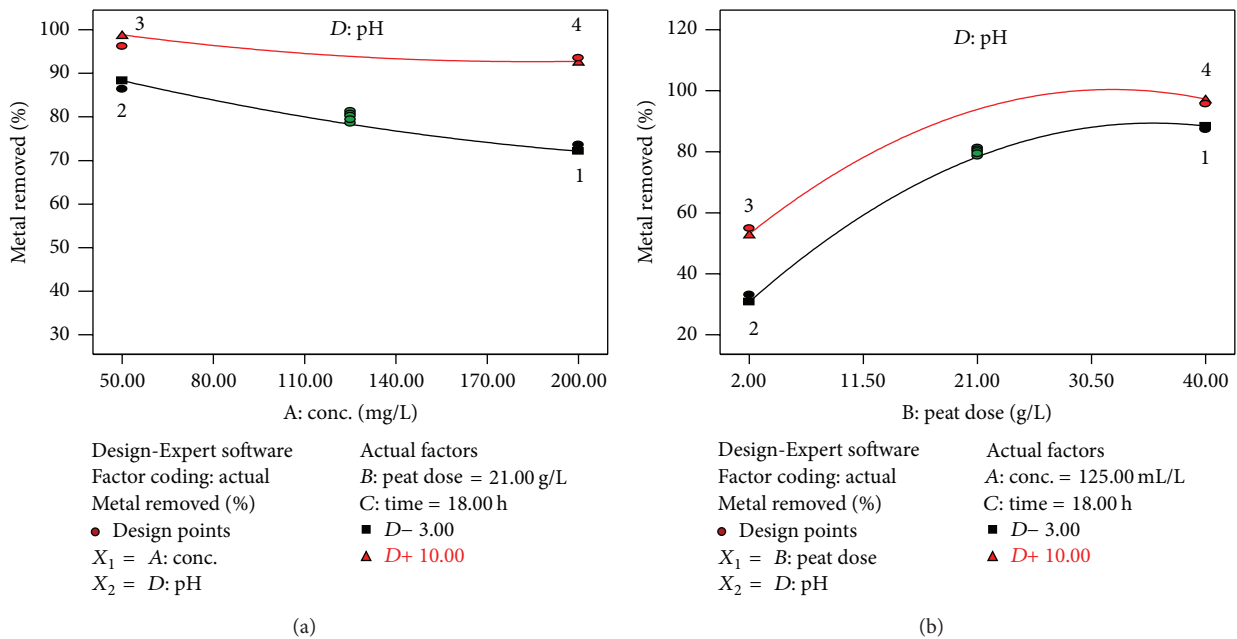 D: pH
100
90
80
70
60
50
40
30
Metal removed (%)
3
4
2
1
50.00 80.00 110.00 140.00 170.00 200.00
A: conc. (mg/L)
Design-Expert software
Factor coding: actual
Metal removed (%)
Design points
X1 = A: conc.
X2 = D: pH
Actual factors
B: peat dose = 21.00 g/L
C: time = 18.00 h
D− 3.00
D+ 10.00
(a)
D: pH
120
100
80
60
40
20
Metal removed (%)
4
1
3
2
2.00 11.50 21.00 30.50 40.00
B: peat dose (g/L)
Design-Expert software
Factor coding: actual
Metal removed (%)
Design points
X1 = B: peat dose
X2 = D: pH
Actual factors
A: conc. = 125.00 mL/L
C: time = 18.00 h
D− 3.00
D+ 10.00
(b)